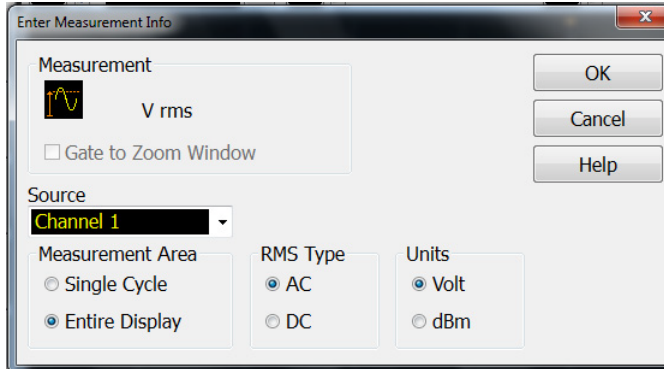 Enter Measurement Info
Measurement
V rms
Gate to Zoom Window
OK
Cancel
Help
Source
Channel 1
Measurement Area
Single Cycle
Entire Display
RMS Type
AC
DC
Units
Volt
dBm